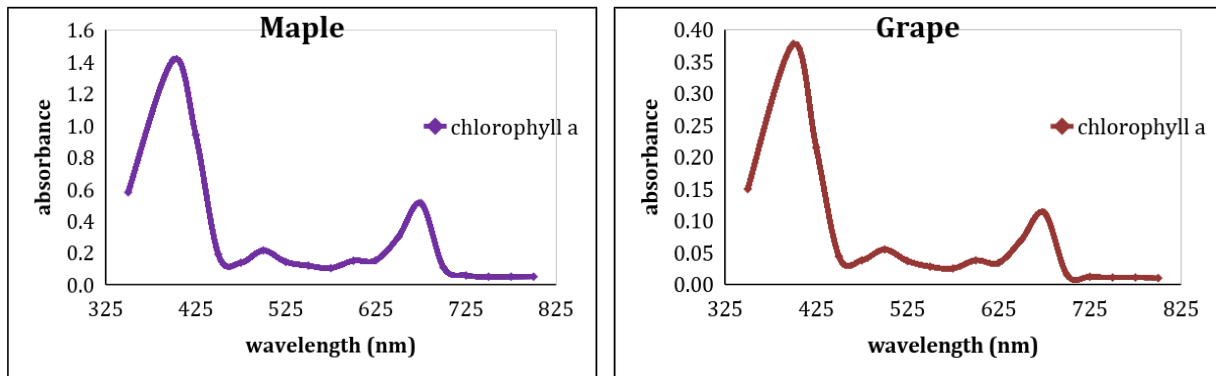 Maple
1.6
1.4
1.2
1.0
0.8
0.6
0.4
0.2
0.0
absorbance
chlorophyll a
325 425 525 625 725 825
wavelength (nm)
Grape
0.40
0.35
0.30
0.25
0.20
0.15
0.10
0.05
0.00
absorbance
chlorophyll a
325 425 525 625 725 825
wavelength (nm)